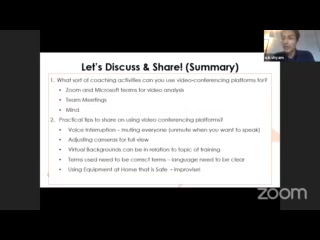 Let's Discuss & Share! (Summary)
1. What sort of coaching activities can you use video-conferencing platforms for?
• Zoom and Microsoft teams for video analysis
• Team Meetings
• Mind
2. Practical tips to share on using video conferencing platforms?
• Voice Interruption – muting everyone (unmute when you want to speak)
• Adjusting cameras for full view
• Virtual Backgrounds can be in relation to topic of training
• Terms used need to be correct terms – language need to be clear
• Using Equipment at Home that is Safe – improvise
zoom